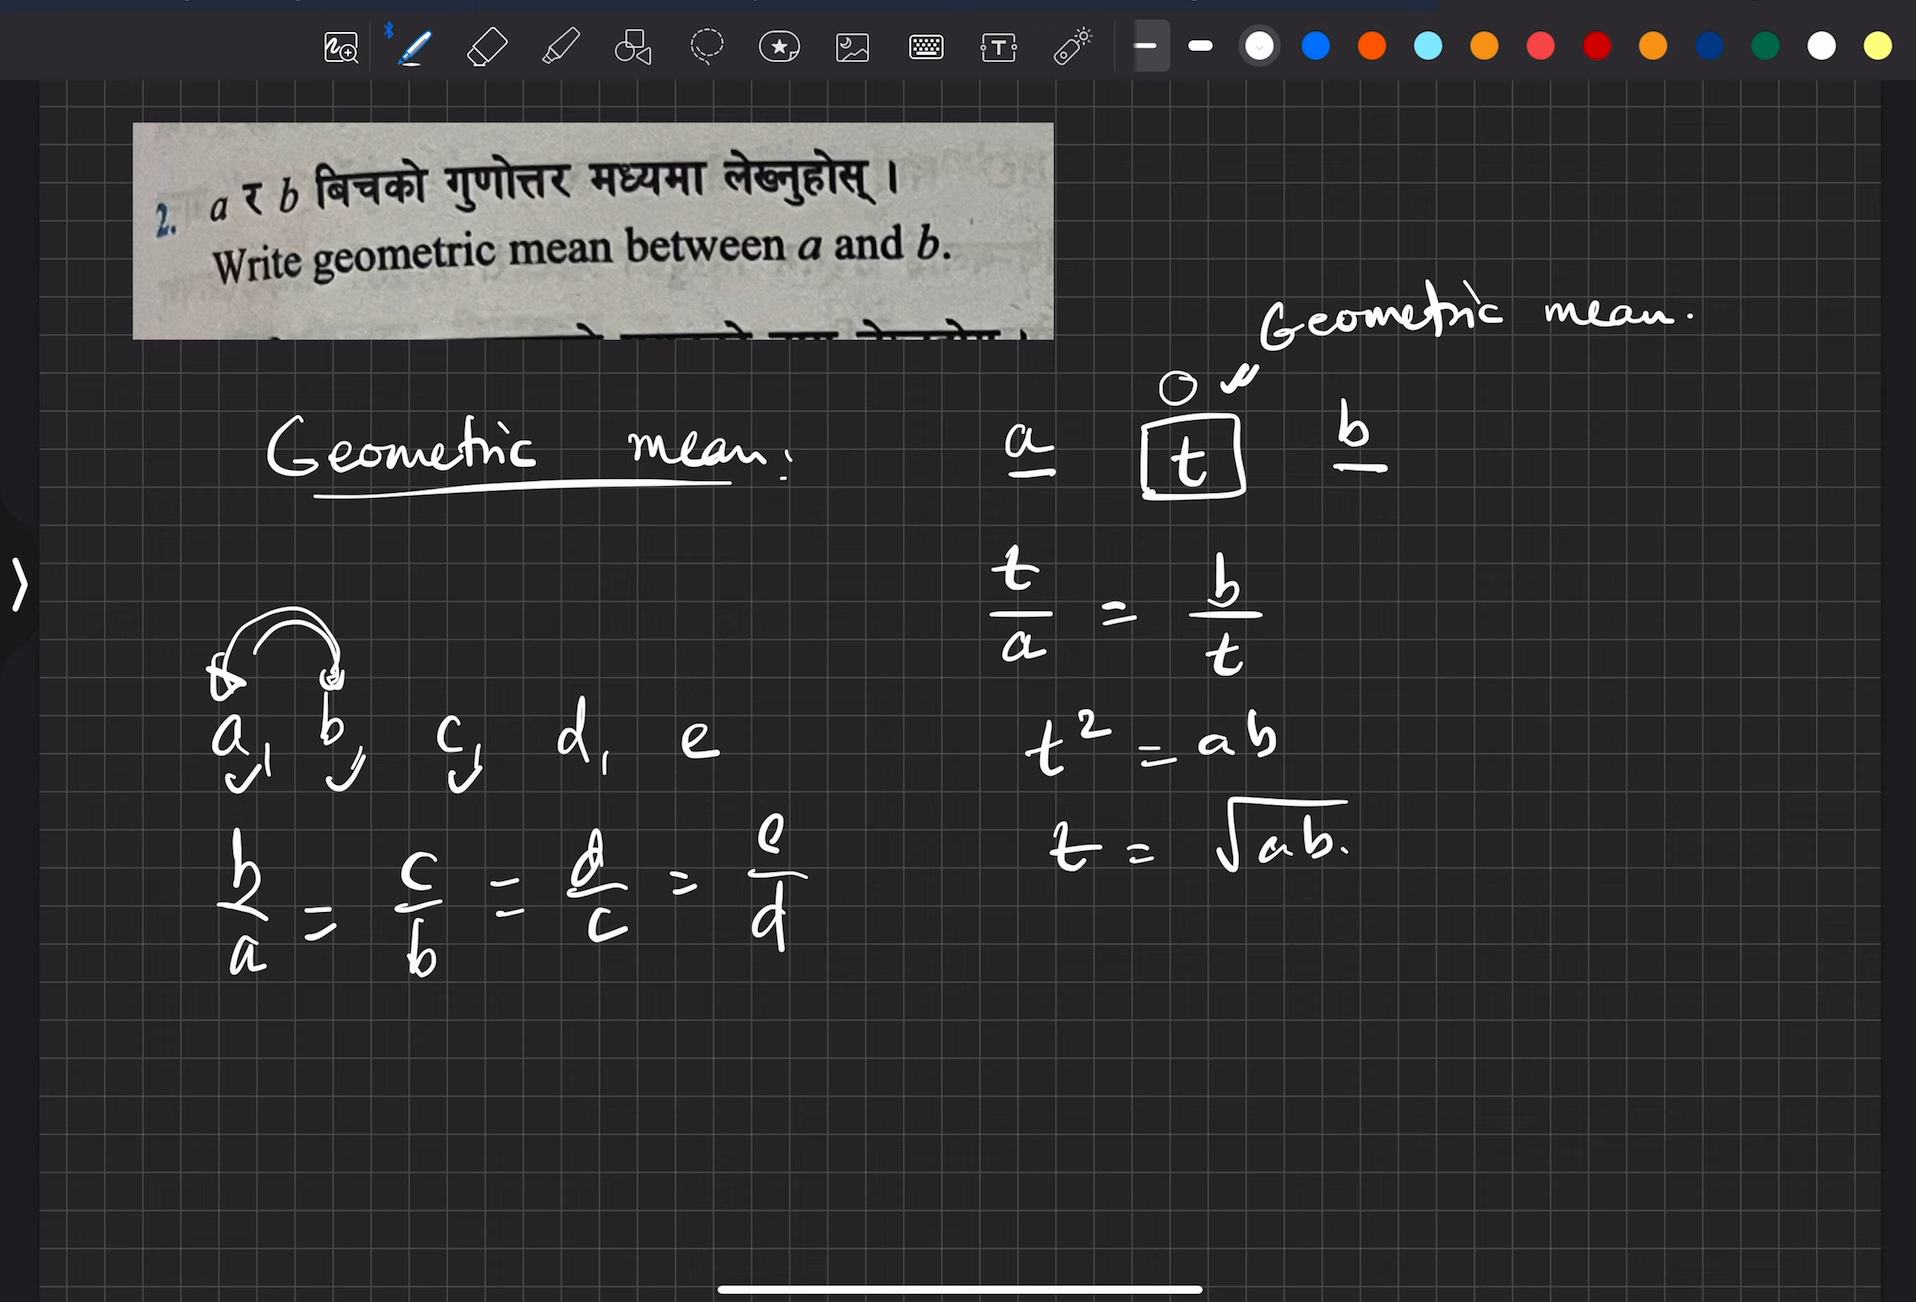 2. a र b बिचको गुणोत्तर मध्यमा लेख्नुहोस् ।
Write geometric mean between a and b.
Geometric mean.
Geometric mean:
a t b
t/a = b/t
t² = ab
t = √ab.
a, b, c, d, e
b/a = c/b = d/c = e/d